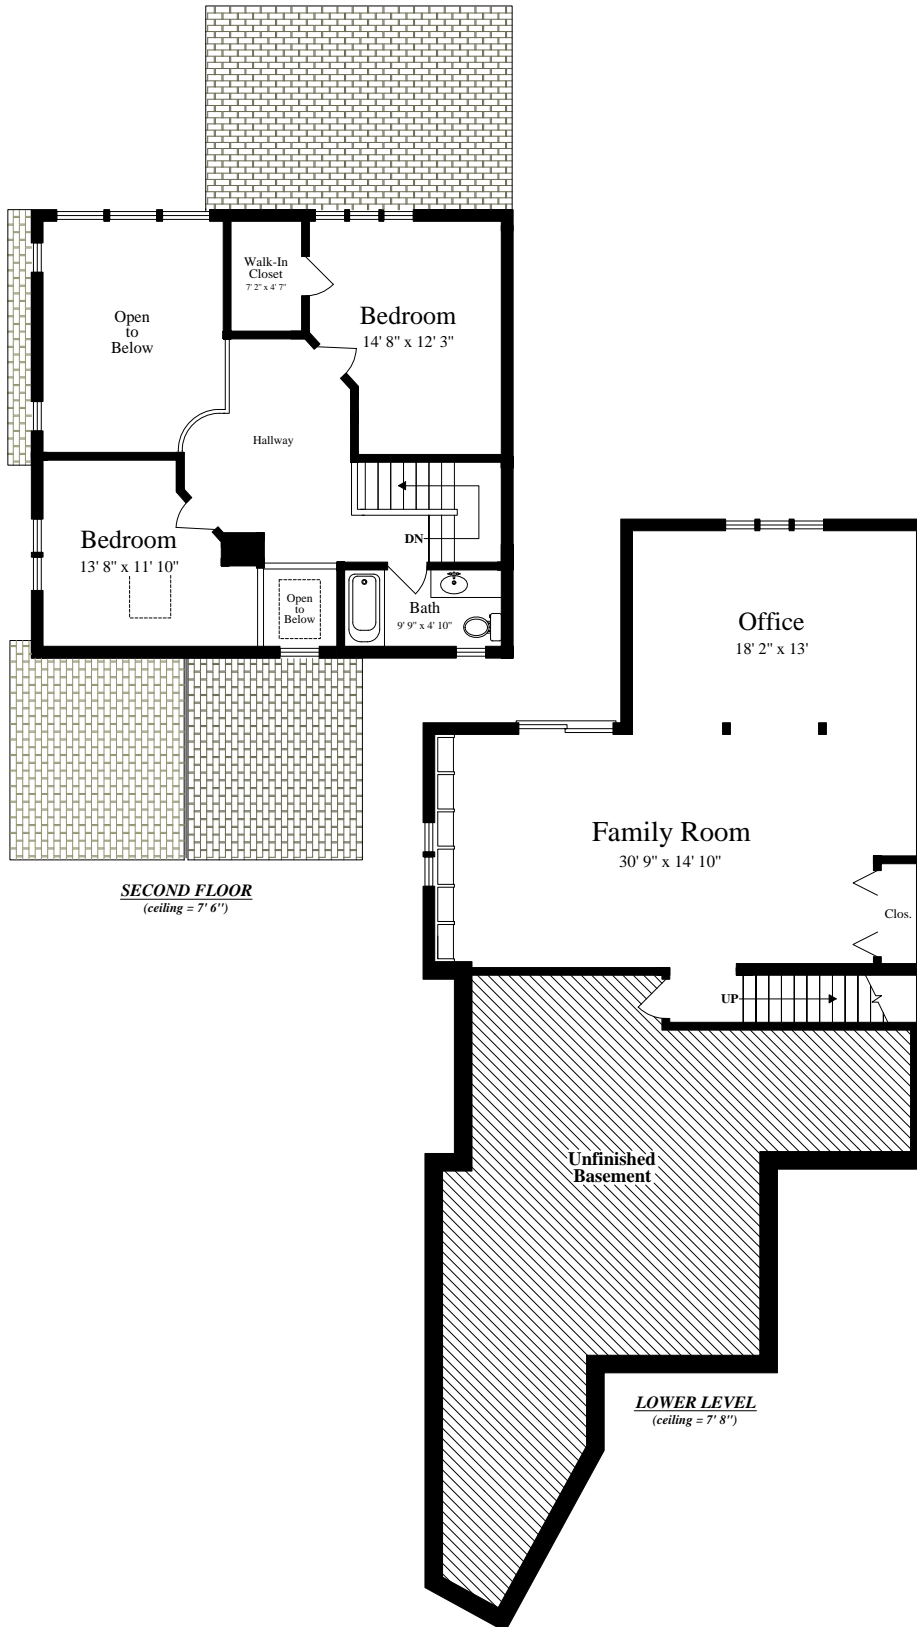 Walk-In
Closet
7' 2" x 4' 7"
Bedroom
14' 8" x 12' 3"
Open
to
Below
Hallway
Bedroom
13' 8" x 11' 10"
DN
Open
to
Below
Bath
9' 9" x 4' 10"
SECOND FLOOR
(ceiling = 7' 6")
Office
18' 2" x 13'
Family Room
30' 9" x 14' 10"
Clos.
UP
Unfinished
Basement
LOWER LEVEL
(ceiling = 7' 8")